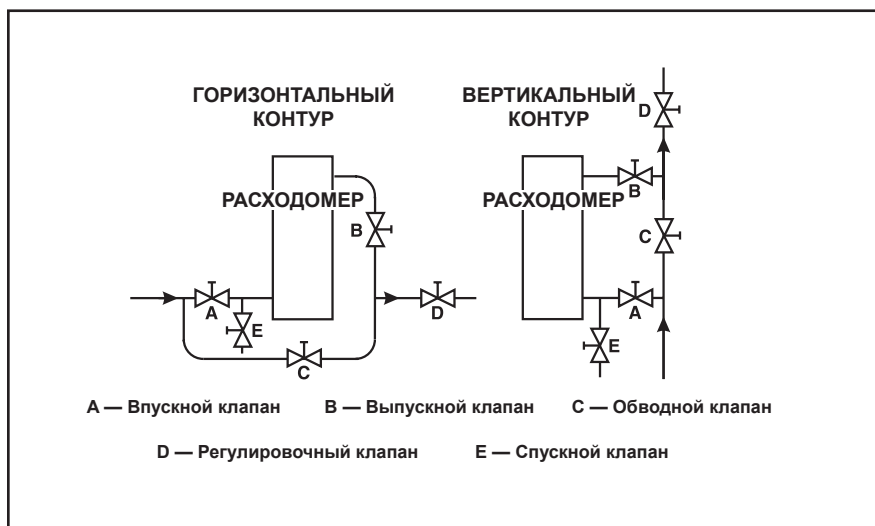 ГОРИЗОНТАЛЬНЫЙ
КОНТУР
РАСХОДОМЕР
B
A
E
C
D
ВЕРТИКАЛЬНЫЙ
КОНТУР
D
B
РАСХОДОМЕР
C
A
E
A — Впускной клапан
B — Выпускной клапан
C — Обводной клапан
D — Регулировочный клапан
E — Спускной клапан